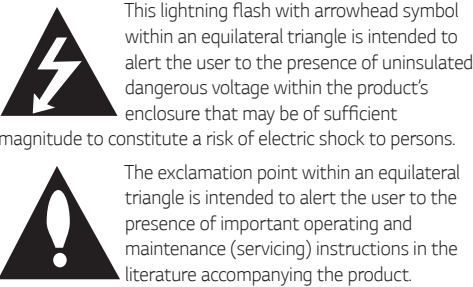 This lightning flash with arrowhead symbol
within an equilateral triangle is intended to
alert the user to the presence of uninsulated
dangerous voltage within the product's
enclosure that may be of sufficient
magnitude to constitute a risk of electric shock to persons.
The exclamation point within an equilateral
triangle is intended to alert the user to the
presence of important operating and
maintenance (servicing) instructions in the
literature accompanying the product.